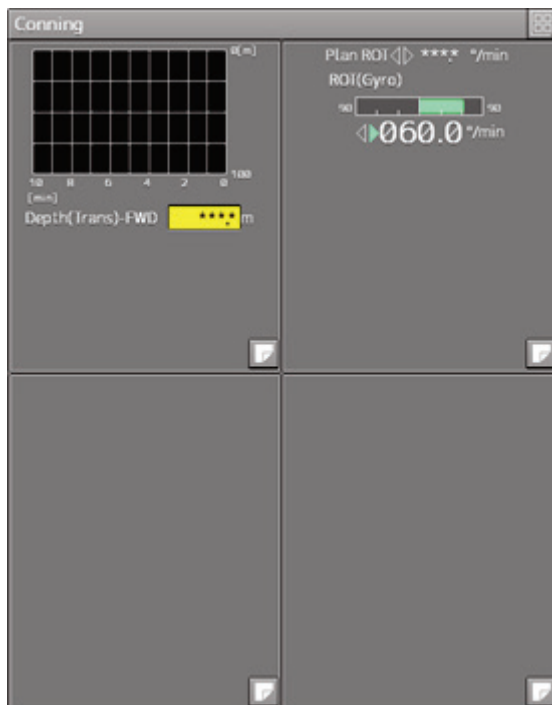 Conning
0[m]
100
10 8 6 4 2 0
[min]
Depth(Trans)-FWD ***.* m
Plan ROT ***.* °/min
ROT(Gyro)
90 90
060.0 °/min